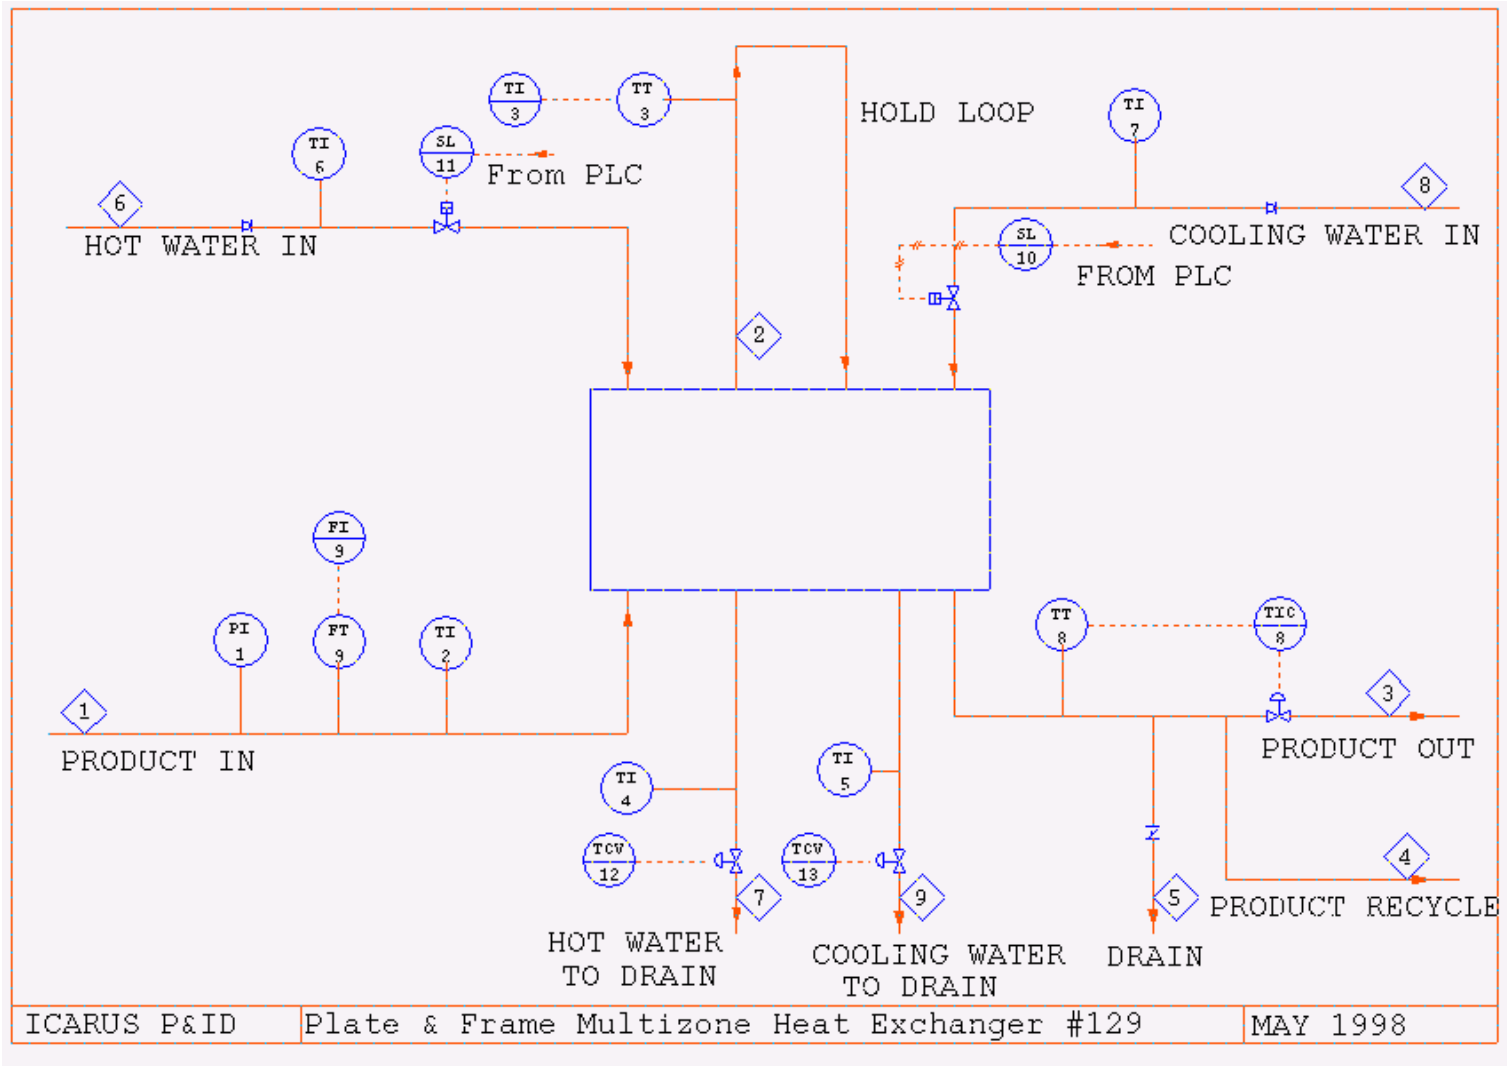 TI
3
TT
3
HOLD LOOP
TI
7
TI
6
SL
11
From PLC
6
HOT WATER IN
8
COOLING WATER IN
SL
10
FROM PLC
2
FI
9
PI
1
FT
9
TI
2
1
PRODUCT IN
TT
8
TIC
8
3
PRODUCT OUT
TI
4
TI
5
TCV
12
TCV
13
7
9
5
4
PRODUCT RECYCLE
HOT WATER
TO DRAIN
COOLING WATER
TO DRAIN
DRAIN
ICARUS P&ID
Plate & Frame Multizone Heat Exchanger #129
MAY 1998